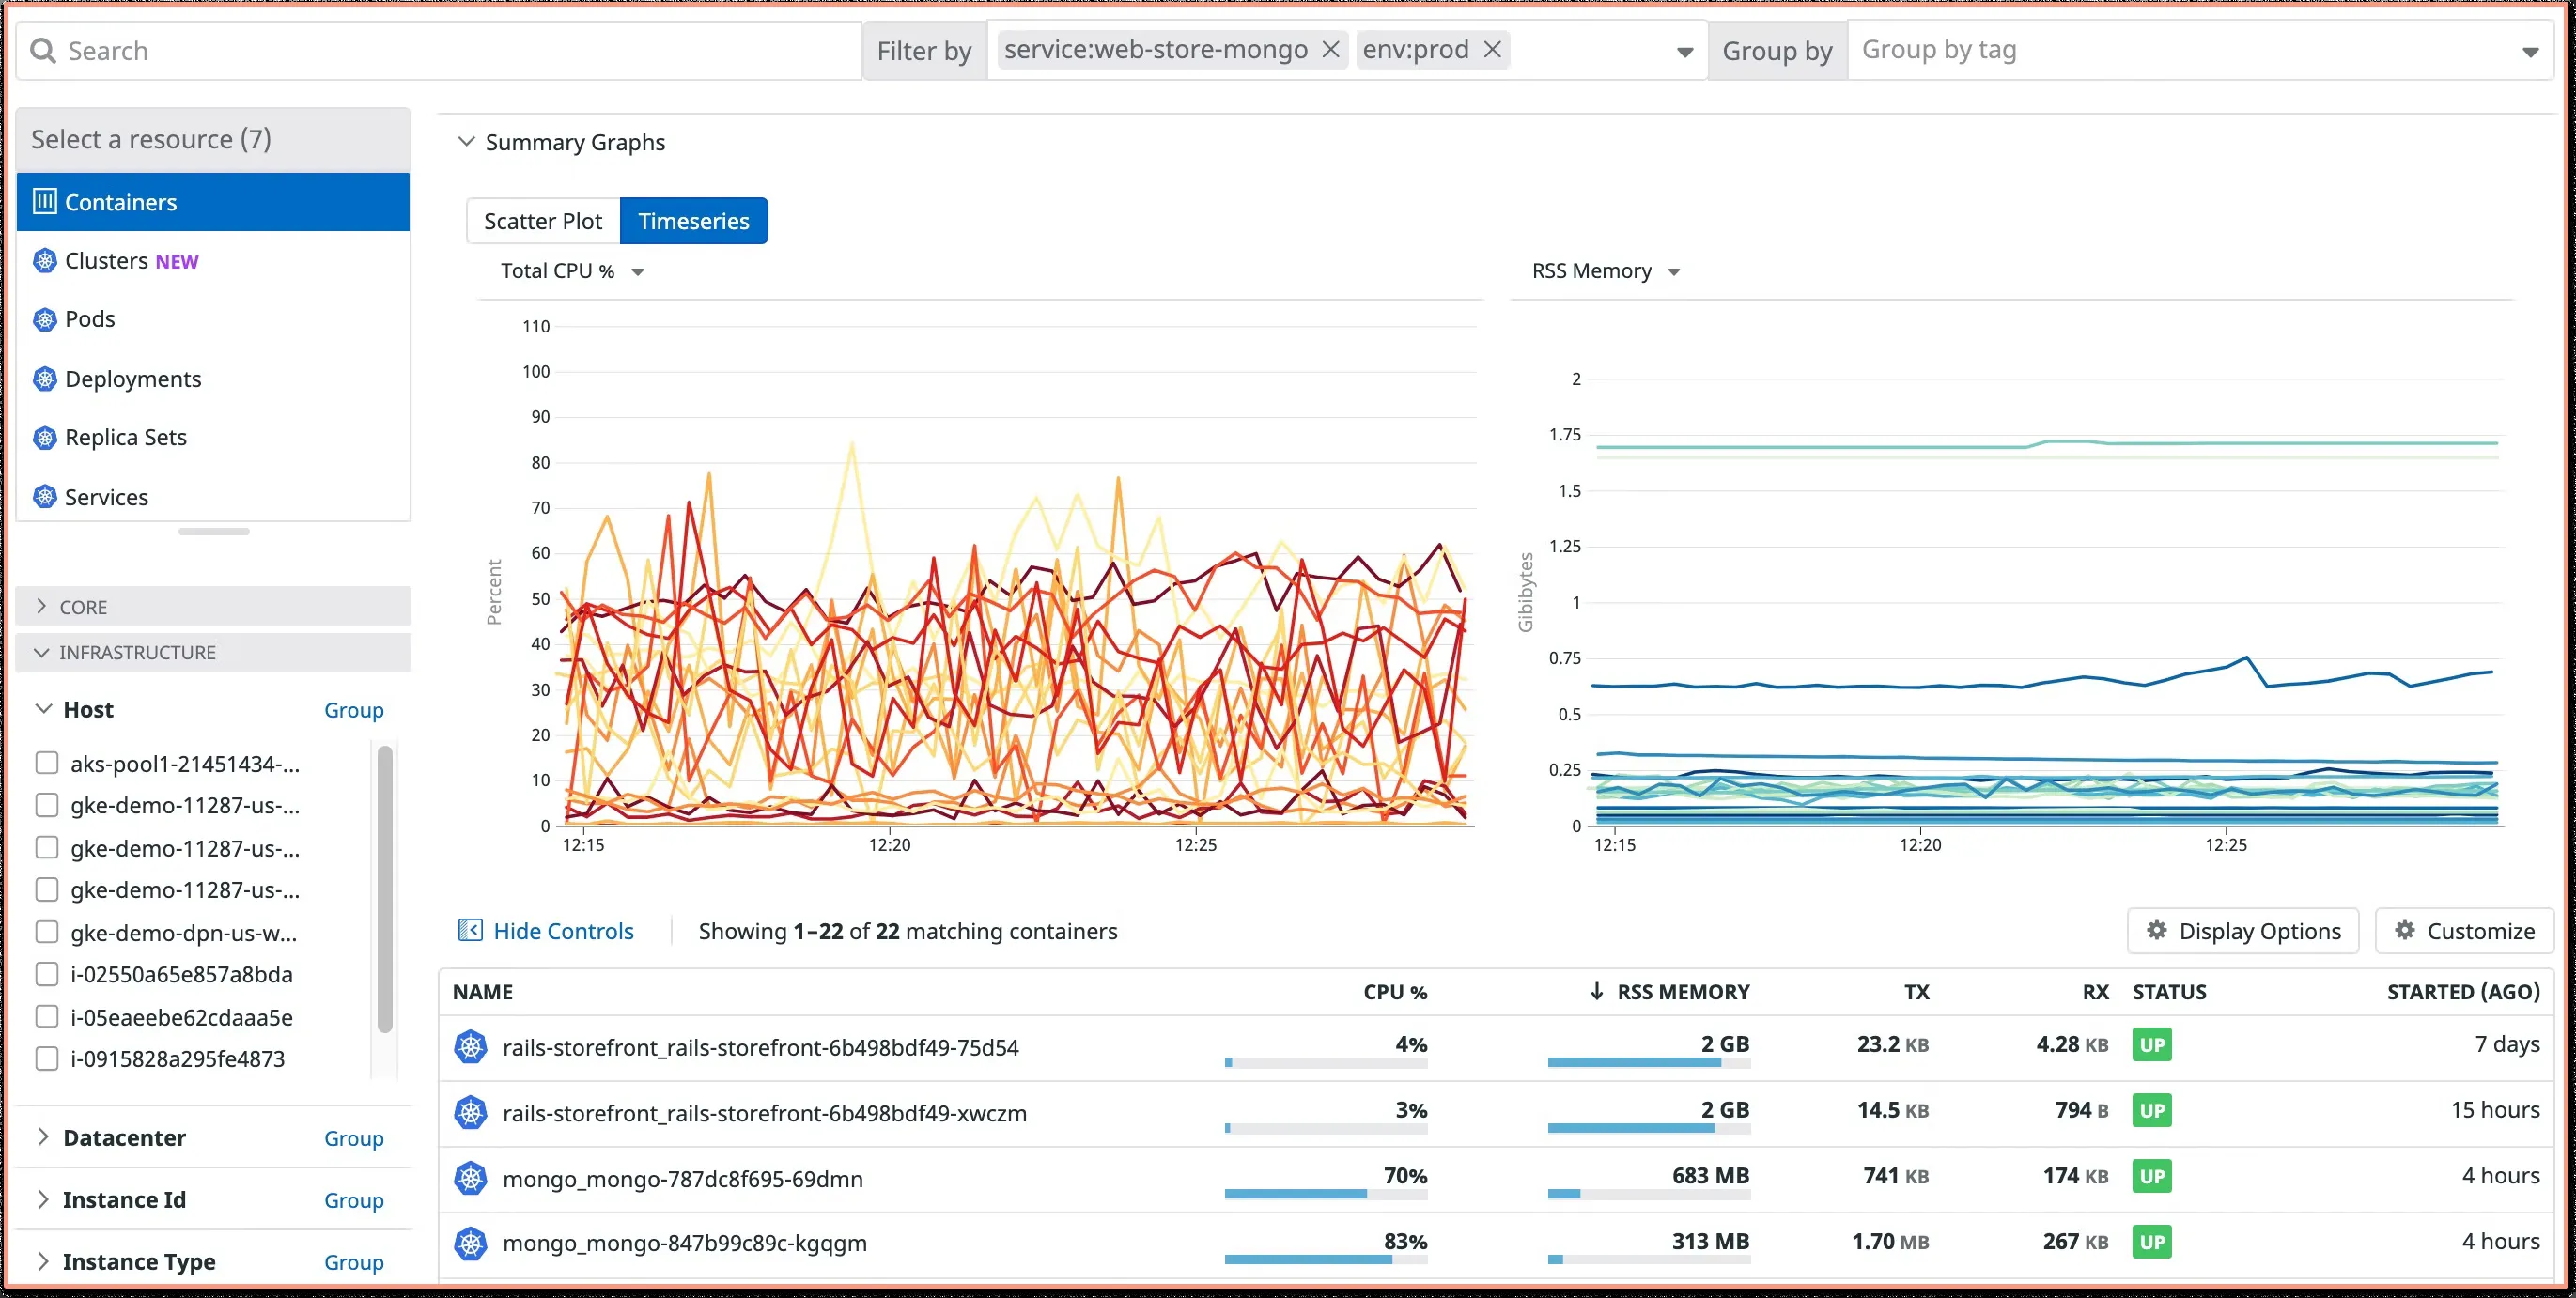 Search
Filter by service:web-store-mongo × env:prod × Group by Group by tag
Select a resource (7)
Containers
Clusters NEW
Pods
Deployments
Replica Sets
Services
CORE
INFRASTRUCTURE
Host Group
aks-pool1-21451434-...
gke-demo-11287-us-...
gke-demo-11287-us-...
gke-demo-11287-us-...
gke-demo-dpn-us-w...
i-02550a65e857a8bda
i-05eaeebe62cdaaa5e
i-0915828a295fe4873
Datacenter Group
Instance Id Group
Instance Type Group
Summary Graphs
Scatter Plot Timeseries
Total CPU %
110
100
90
80
70
60
50
40
30
20
10
0
Percent
12:15 12:20 12:25
RSS Memory
2
1.75
1.5
1.25
1
0.75
0.5
0.25
0
Gibibytes
12:15 12:20 12:25
Hide Controls Showing 1–22 of 22 matching containers Display Options Customize
NAME CPU % ↓ RSS MEMORY TX RX STATUS STARTED (AGO)
rails-storefront_rails-storefront-6b498bdf49-75d54 4% 2 GB 23.2 KB 4.28 KB UP 7 days
rails-storefront_rails-storefront-6b498bdf49-xwczm 3% 2 GB 14.5 KB 794 B UP 15 hours
mongo_mongo-787dc8f695-69dmn 70% 683 MB 741 KB 174 KB UP 4 hours
mongo_mongo-847b99c89c-kgqgm 83% 313 MB 1.70 MB 267 KB UP 4 hours